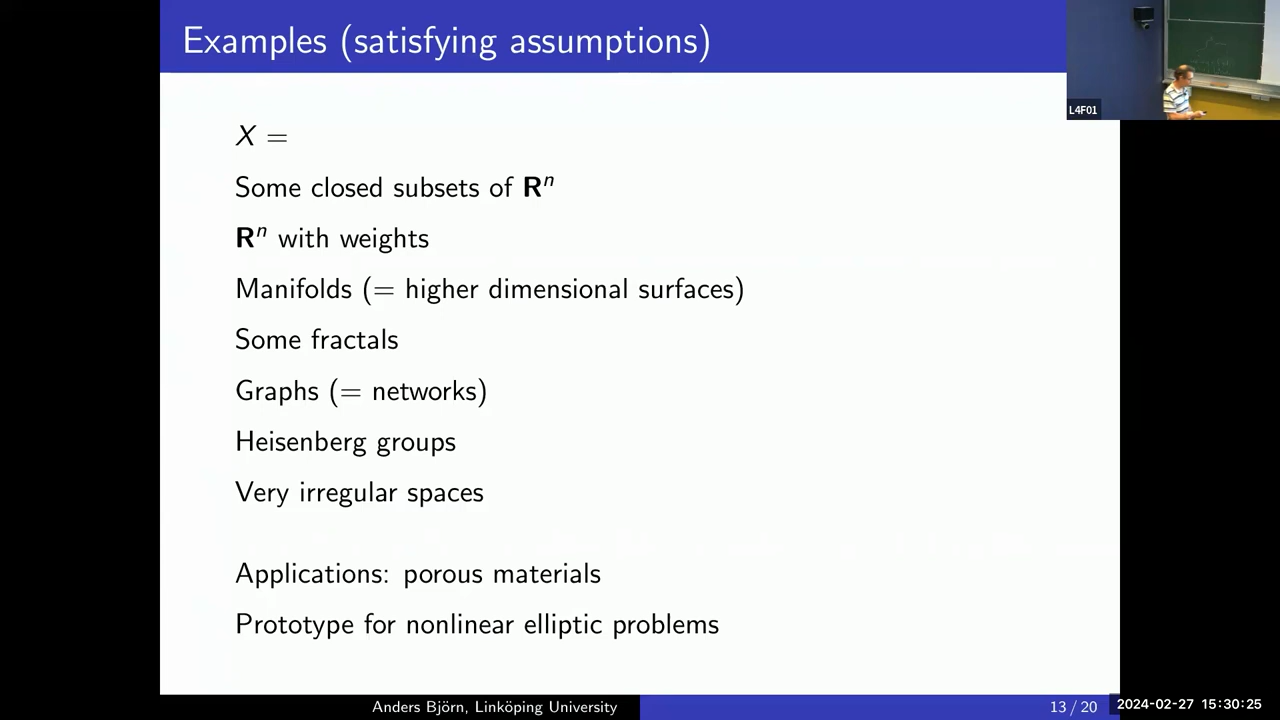 Examples (satisfying assumptions)
L4F01
X =
Some closed subsets of Rⁿ
Rⁿ with weights
Manifolds (= higher dimensional surfaces)
Some fractals
Graphs (= networks)
Heisenberg groups
Very irregular spaces
Applications: porous materials
Prototype for nonlinear elliptic problems
Anders Björn, Linköping University
13 / 20
2024-02-27 15:30:25